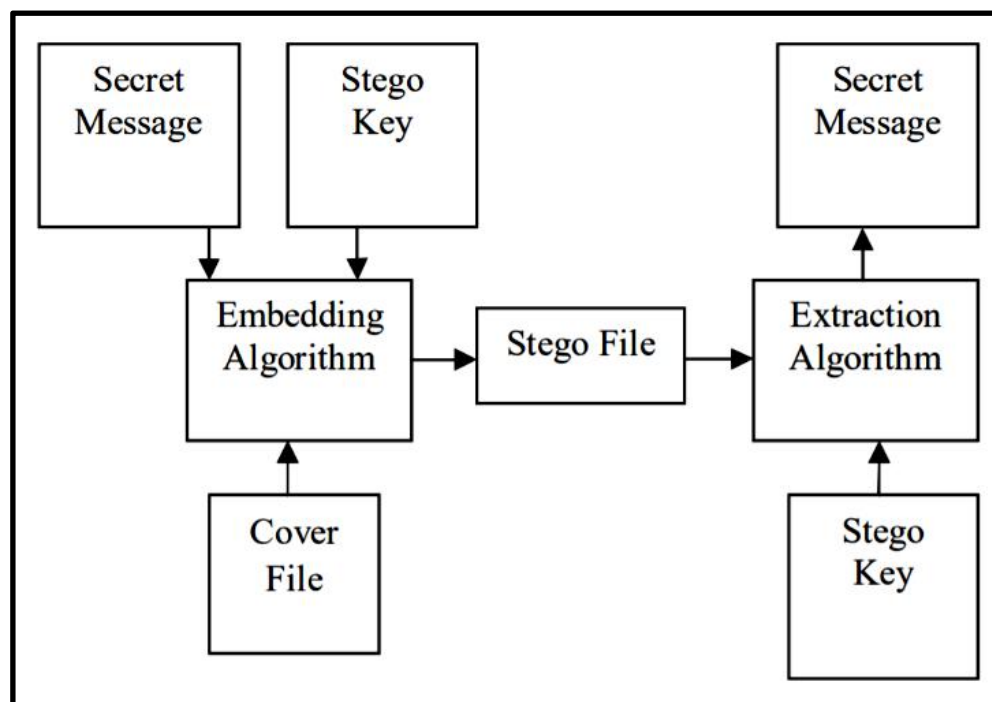 Secret
Message
Stego
Key
Secret
Message
Embedding
Algorithm
Stego File
Extraction
Algorithm
Cover
File
Stego
Key